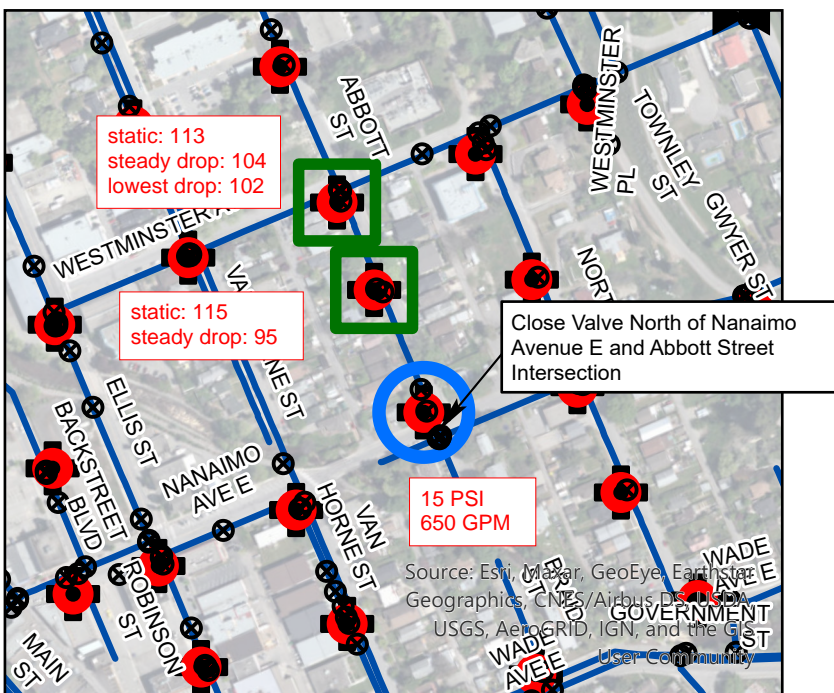 ABBOTT
ST
WESTMINSTER
PL
TOWNLEY
ST
GWYER ST
static: 113
steady drop: 104
lowest drop: 102
WESTMINSTER A
static: 115
steady drop: 95
Close Valve North of Nanaimo
Avenue E and Abbott Street
Intersection
ELLIS ST
BACKSTREET
BLVD
NANAIMO
AVE E
VAN
HORNE ST
15 PSI
650 GPM
ROBINSON
ST
MAIN
ST
WADE
AVE E
GOVERNMENT
ST
WADE
AVE E
Source: Esri, Maxar, GeoEye, Earthstar
Geographics, CNES/Airbus DS, USDA,
USGS, AeroGRID, IGN, and the GIS
User Community